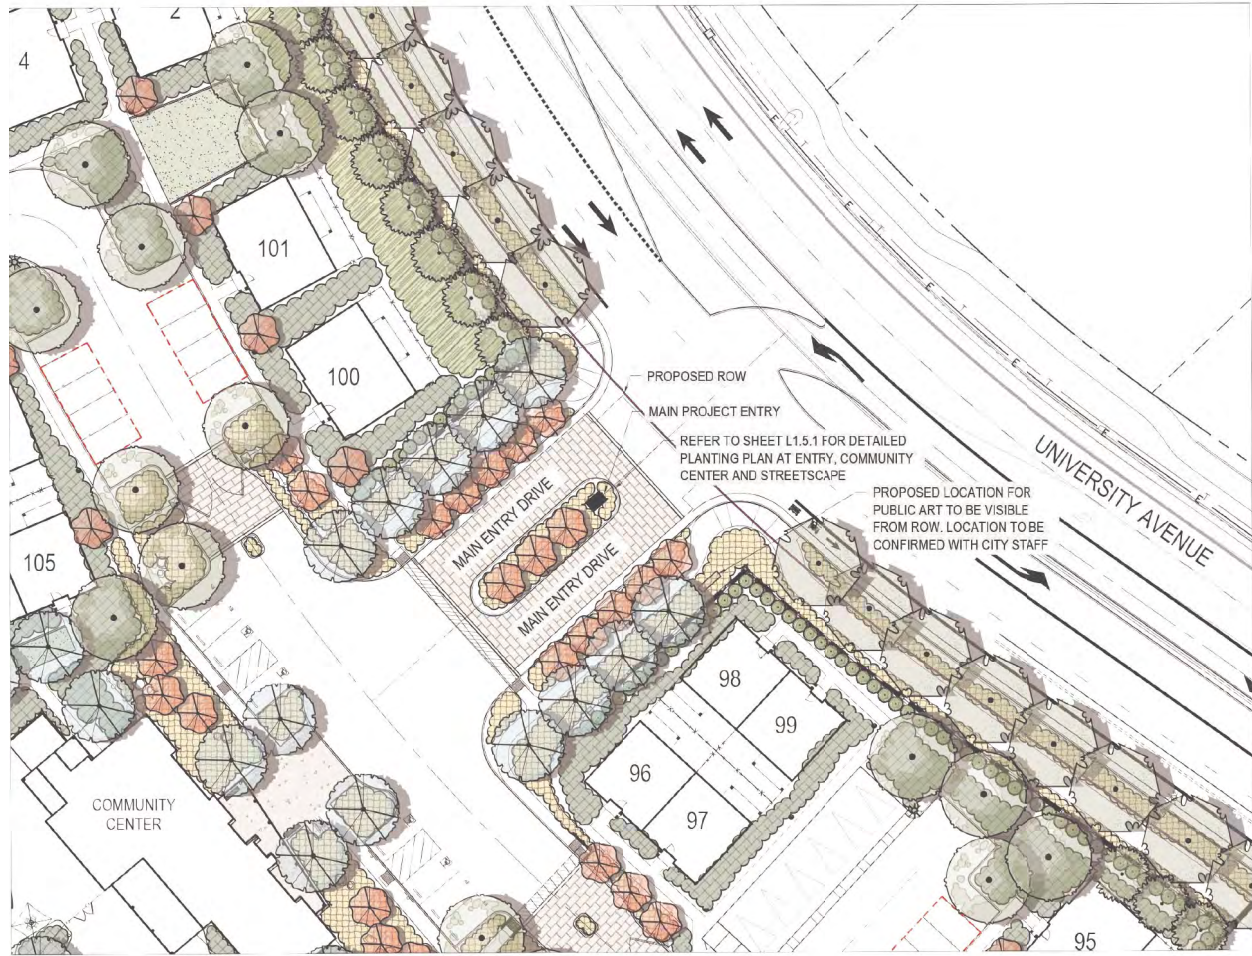 2
4
101
100
PROPOSED ROW
MAIN PROJECT ENTRY
REFER TO SHEET L1.5.1 FOR DETAILED
PLANTING PLAN AT ENTRY, COMMUNITY
CENTER AND STREETSCAPE
UNIVERSITY AVENUE
PROPOSED LOCATION FOR
PUBLIC ART TO BE VISIBLE
FROM ROW. LOCATION TO BE
CONFIRMED WITH CITY STAFF
MAIN ENTRY DRIVE
MAIN ENTRY DRIVE
105
98
99
96
97
COMMUNITY
CENTER
95
E
T
E
T
E
E
E